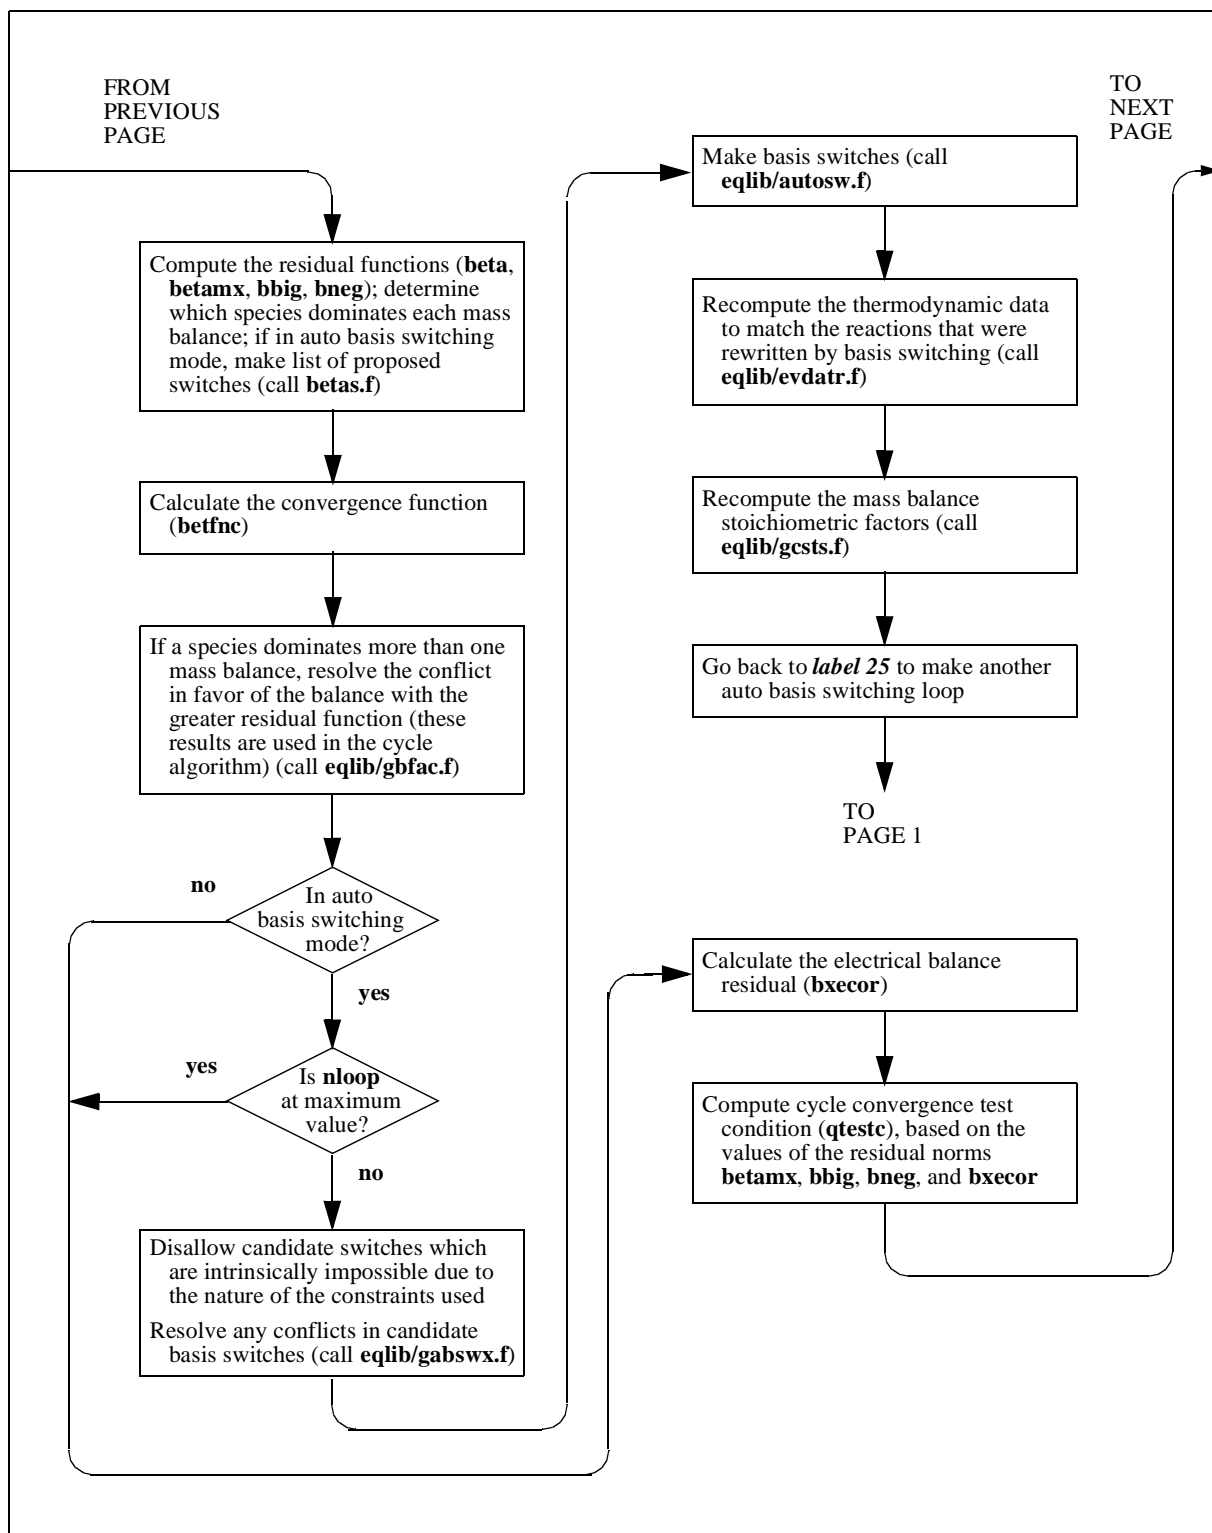 FROM
PREVIOUS
PAGE
Compute the residual functions (beta,
betamx, bbig, bneg); determine
which species dominates each mass
balance; if in auto basis switching
mode, make list of proposed
switches (call betas.f)
Calculate the convergence function
(betfnc)
If a species dominates more than one
mass balance, resolve the conflict
in favor of the balance with the
greater residual function (these
results are used in the cycle
algorithm) (call eqlib/gbfac.f)
no
In auto
basis switching
mode?
yes
yes
Is nloop
at maximum
value?
no
Disallow candidate switches which
are intrinsically impossible due to
the nature of the constraints used
Resolve any conflicts in candidate
basis switches (call eqlib/gabswx.f)
Make basis switches (call
eqlib/autosw.f)
Recompute the thermodynamic data
to match the reactions that were
rewritten by basis switching (call
eqlib/evdatr.f)
Recompute the mass balance
stoichiometric factors (call
eqlib/gcsts.f)
Go back to label 25 to make another
auto basis switching loop
TO
PAGE 1
Calculate the electrical balance
residual (bxecor)
Compute cycle convergence test
condition (qtestc), based on the
values of the residual norms
betamx, bbig, bneg, and bxecor
TO
NEXT
PAGE